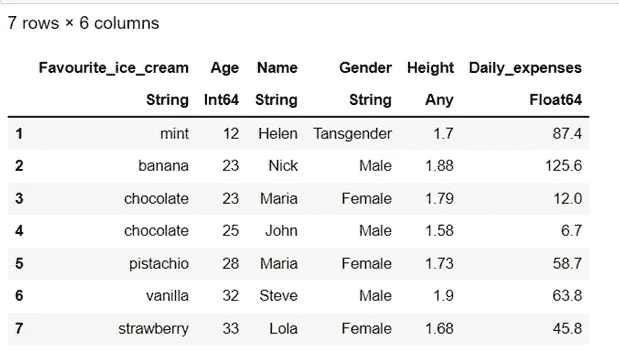 7 rows × 6 columns
Favourite_ice_cream Age Name Gender Height Daily_expenses
String Int64 String String Any Float64
1 mint 12 Helen Tansgender 1.7 87.4
2 banana 23 Nick Male 1.88 125.6
3 chocolate 23 Maria Female 1.79 12.0
4 chocolate 25 John Male 1.58 6.7
5 pistachio 28 Maria Female 1.73 58.7
6 vanilla 32 Steve Male 1.9 63.8
7 strawberry 33 Lola Female 1.68 45.8